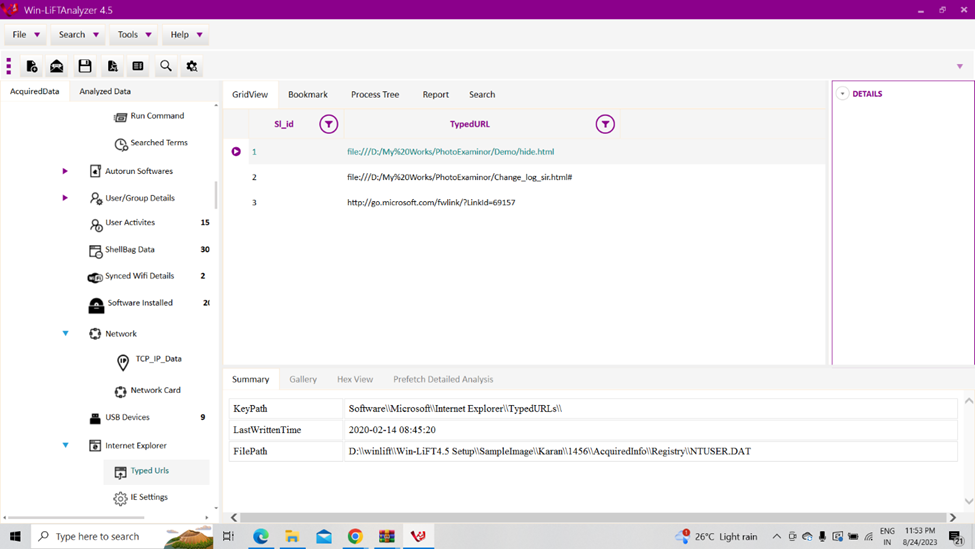 Win-LiFTAnalyzer 4.5
File Search Tools Help
AcquiredData Analyzed Data
Run Command
Searched Terms
Autorun Softwares
User/Group Details
User Activites 15
ShellBag Data 30
Synced Wifi Details 2
Software Installed
Network
TCP_IP_Data
Network Card
USB Devices 9
Internet Explorer
Typed Urls
IE Settings
GridView Bookmark Process Tree Report Search
Sl_id TypedURL
1 file:///D:/My%20Works/PhotoExaminor/Demo/hide.html
2 file:///D:/My%20Works/PhotoExaminor/Change_log_sir.html#
3 http://go.microsoft.com/fwlink/?LinkId=69157
DETAILS
Summary Gallery Hex View Prefetch Detailed Analysis
KeyPath Software\\Microsoft\\Internet Explorer\\TypedURLs\\
LastWrittenTime 2020-02-14 08:45:20
FilePath D:\\winlift\\Win-LiFT4.5 Setup\\SampleImage\\Karan\\1456\\AcquiredInfo\\Registry\\NTUSER.DAT
Type here to search
26°C Light rain
ENG
IN
11:53 PM
8/24/2023
21